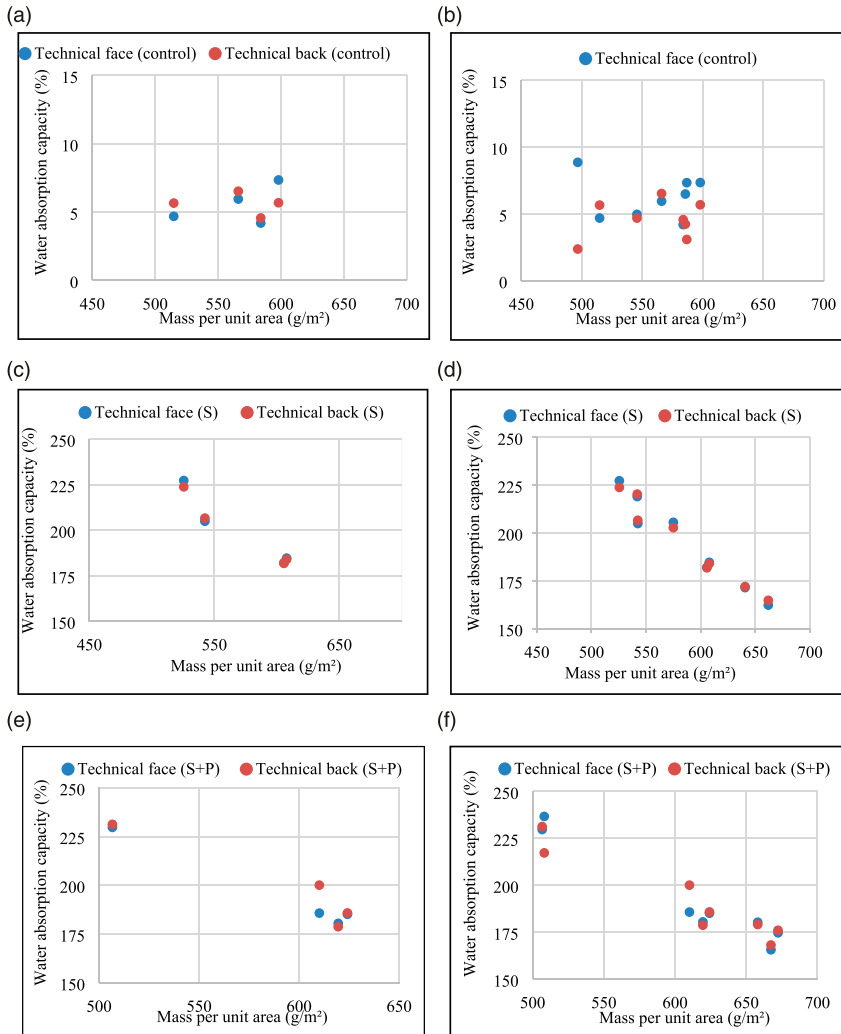 (a)
Technical face (control) Technical back (control)
Water absorption capacity (%)
15
10
5
0
450 500 550 600 650 700
Mass per unit area (g/m²)
(b)
Technical face (control)
Water absorption capacity (%)
15
10
5
0
450 500 550 600 650 700
Mass per unit area (g/m²)
(c)
Technical face (S) Technical back (S)
Water absorption capacity (%)
250
225
200
175
150
450 550 650
Mass per unit area (g/m²)
(d)
Technical face (S) Technical back (S)
Water absorption capacity (%)
250
225
200
175
150
450 500 550 600 650 700
Mass per unit area (g/m²)
(e)
Technical face (S+P) Technical back (S+P)
Water absorption capacity (%)
250
225
200
175
150
500 550 600 650
Mass per unit area (g/m²)
(f)
Technical face (S+P) Technical back (S+P)
Water absorption capacity (%)
250
225
200
175
150
500 550 600 650 700
Mass per unit area (g/m²)